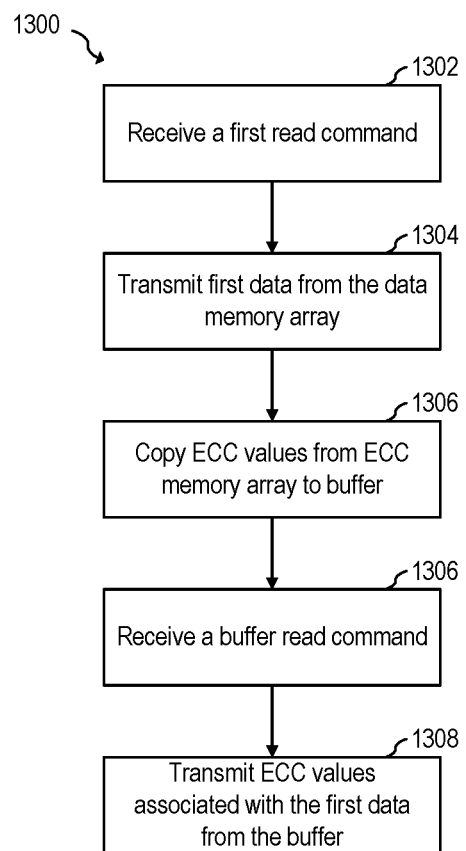 1300
1302
Receive a first read command
1304
Transmit first data from the data
memory array
1306
Copy ECC values from ECC
memory array to buffer
1306
Receive a buffer read command
1308
Transmit ECC values
associated with the first data
from the buffer